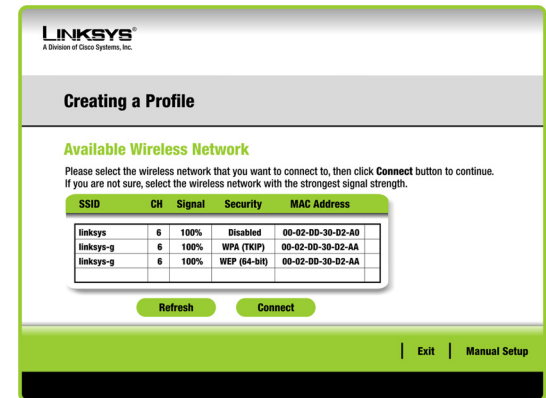 LINKSYS®
A Division of Cisco Systems, Inc.
Creating a Profile
Available Wireless Network
Please select the wireless network that you want to connect to, then click Connect button to continue.
If you are not sure, select the wireless network with the strongest signal strength.
SSID CH Signal Security MAC Address
linksys 6 100% Disabled 00-02-DD-30-D2-A0
linksys-g 6 100% WPA (TKIP) 00-02-DD-30-D2-AA
linksys-g 6 100% WEP (64-bit) 00-02-DD-30-D2-AA
Refresh Connect
Exit Manual Setup